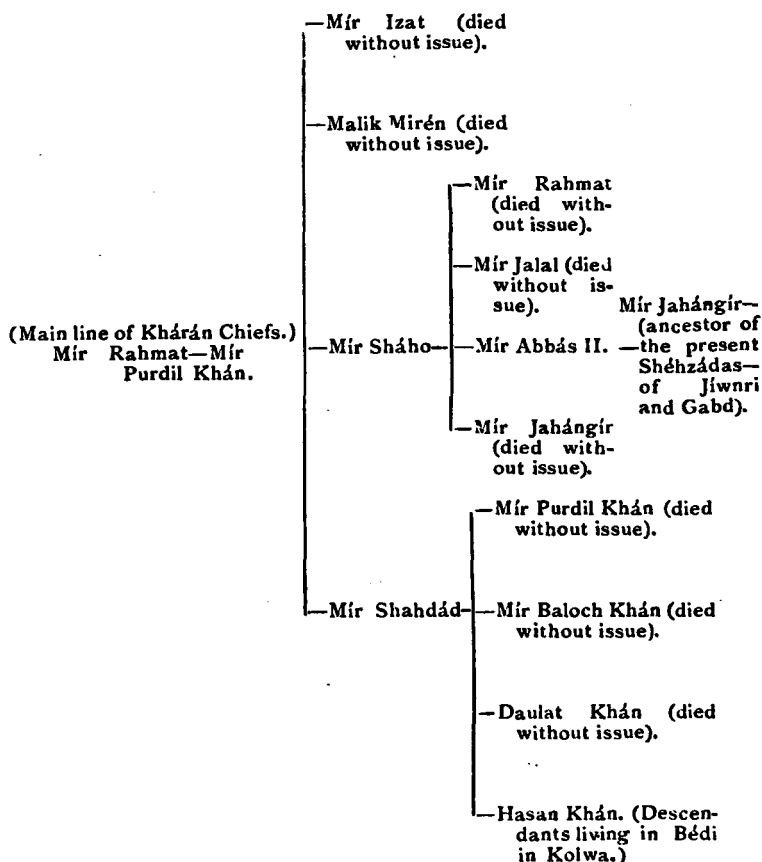 —Mír Izat (died
without issue).
—Malik Mirén (died
without issue).
—Mír Rahmat
(died with-
out issue).
—Mír Jalal (died
without is-
sue).
(Main line of Khárán Chiefs.)
Mír Rahmat—Mír
Purdil Khán.
—Mír Sháho—
—Mír Abbás II.
Mír Jahángír—
(ancestor of
—the present
Shéhzádas—
of Jíwnri
and Gabd).
—Mír Jahángír
(died with-
out issue).
—Mír Purdil Khán (died
without issue).
—Mír Shahdád—
—Mír Baloch Khán (died
without issue).
—Daulat Khán (died
without issue).
—Hasan Khán. (Descen-
dants living in Bédi
in Kolwa.)